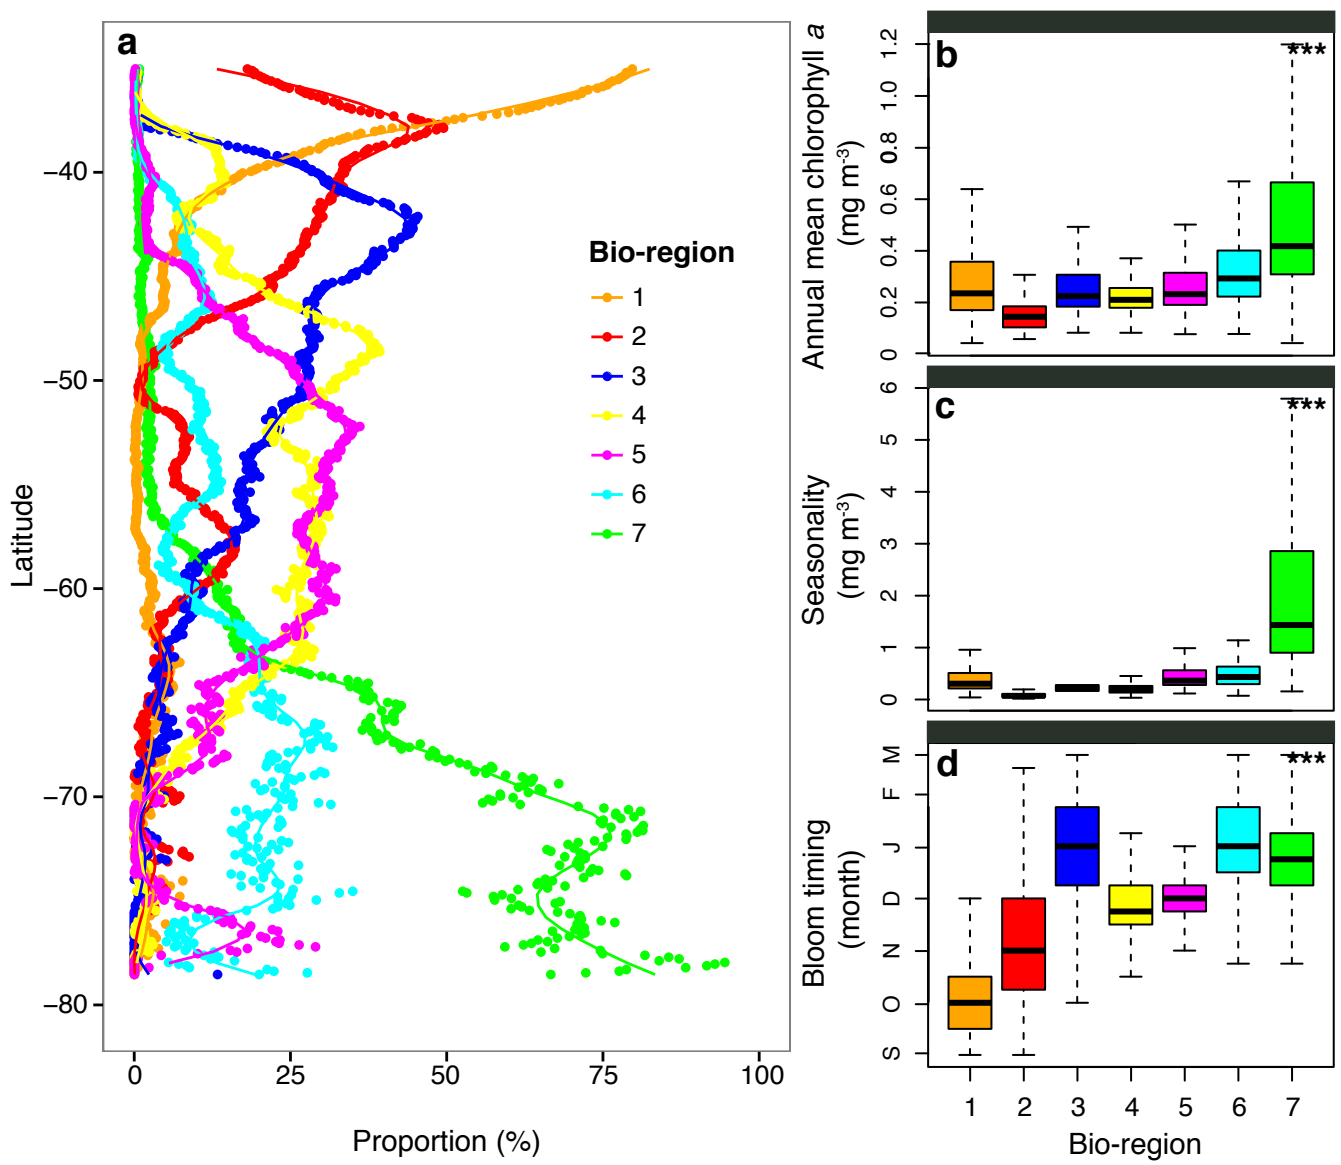 a
−40
−50
−60
−70
−80
Latitude
0 25 50 75 100
Proportion (%)
Bio-region
1
2
3
4
5
6
7
b
***
Annual mean chlorophyll a
(mg m-3)
1.2
1.0
0.8
0.6
0.4
0.2
0
c
***
Seasonality
(mg m-3)
6
5
4
3
2
1
0
d
***
Bloom timing
(month)
M
F
J
D
N
O
S
1 2 3 4 5 6 7
Bio-region